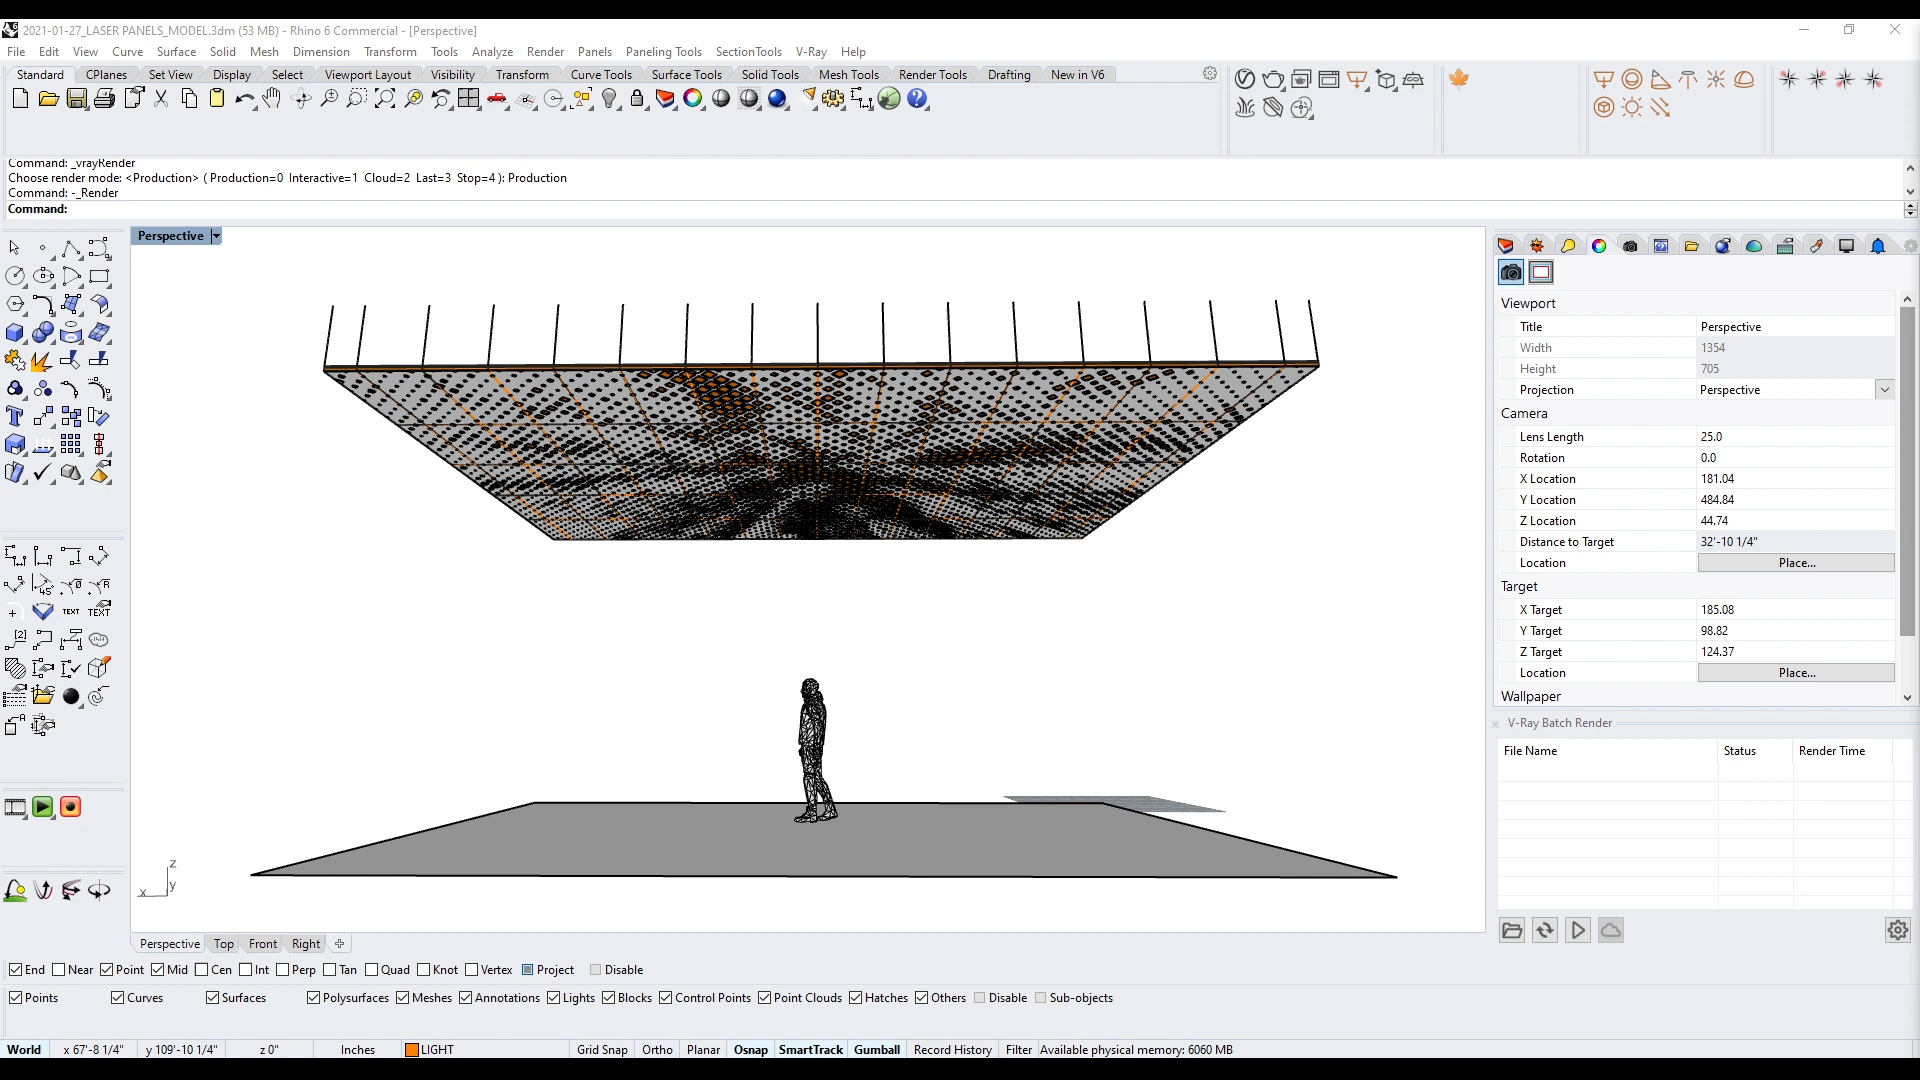 2021-01-27_LASER PANELS_MODEL.3dm (53 MB) - Rhino 6 Commercial - [Perspective]
File Edit View Curve Surface Solid Mesh Dimension Transform Tools Analyze Render Panels Paneling Tools SectionTools V-Ray Help
Standard CPlanes Set View Display Select Viewport Layout Visibility Transform Curve Tools Surface Tools Solid Tools Mesh Tools Render Tools Drafting New in V6
Command: _vrayRender
Choose render mode: <Production> ( Production=0 Interactive=1 Cloud=2 Last=3 Stop=4 ): Production
Command: -_Render
Command:
Perspective
Viewport
Title Perspective
Width 1354
Height 705
Projection Perspective
Camera
Lens Length 25.0
Rotation 0.0
X Location 181.04
Y Location 484.84
Z Location 44.74
Distance to Target 32'-10 1/4"
Location Place...
Target
X Target 185.08
Y Target 98.82
Z Target 124.37
Location Place...
Wallpaper
V-Ray Batch Render
File Name Status Render Time
TEXT TEXT
z
x y
Perspective Top Front Right
End Near Point Mid Cen Int Perp Tan Quad Knot Vertex Project Disable
Points Curves Surfaces Polysurfaces Meshes Annotations Lights Blocks Control Points Point Clouds Hatches Others Disable Sub-objects
World x 67'-8 1/4" y 109'-10 1/4" z 0" Inches LIGHT Grid Snap Ortho Planar Osnap SmartTrack Gumball Record History Filter Available physical memory: 6060 MB